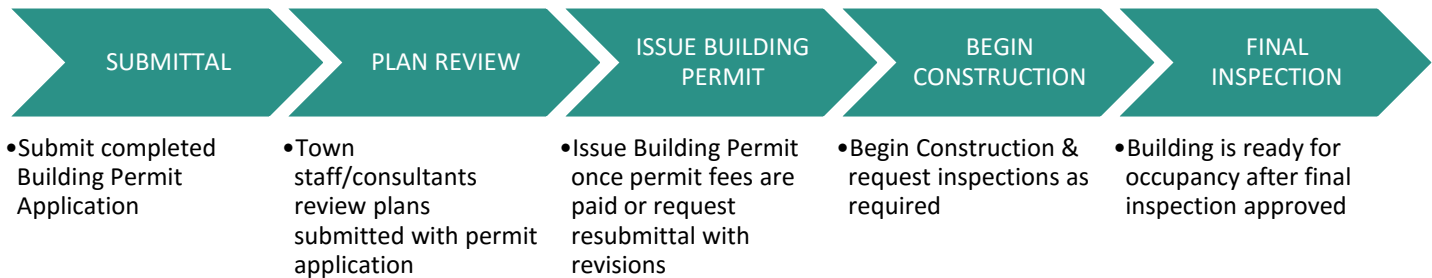 SUBMITTAL
PLAN REVIEW
ISSUE BUILDING
PERMIT
BEGIN
CONSTRUCTION
FINAL
INSPECTION
•Submit completed
Building Permit
Application
•Town
staff/consultants
review plans
submitted with permit
application
•Issue Building Permit
once permit fees are
paid or request
resubmittal with
revisions
•Begin Construction &
request inspections as
required
•Building is ready for
occupancy after final
inspection approved